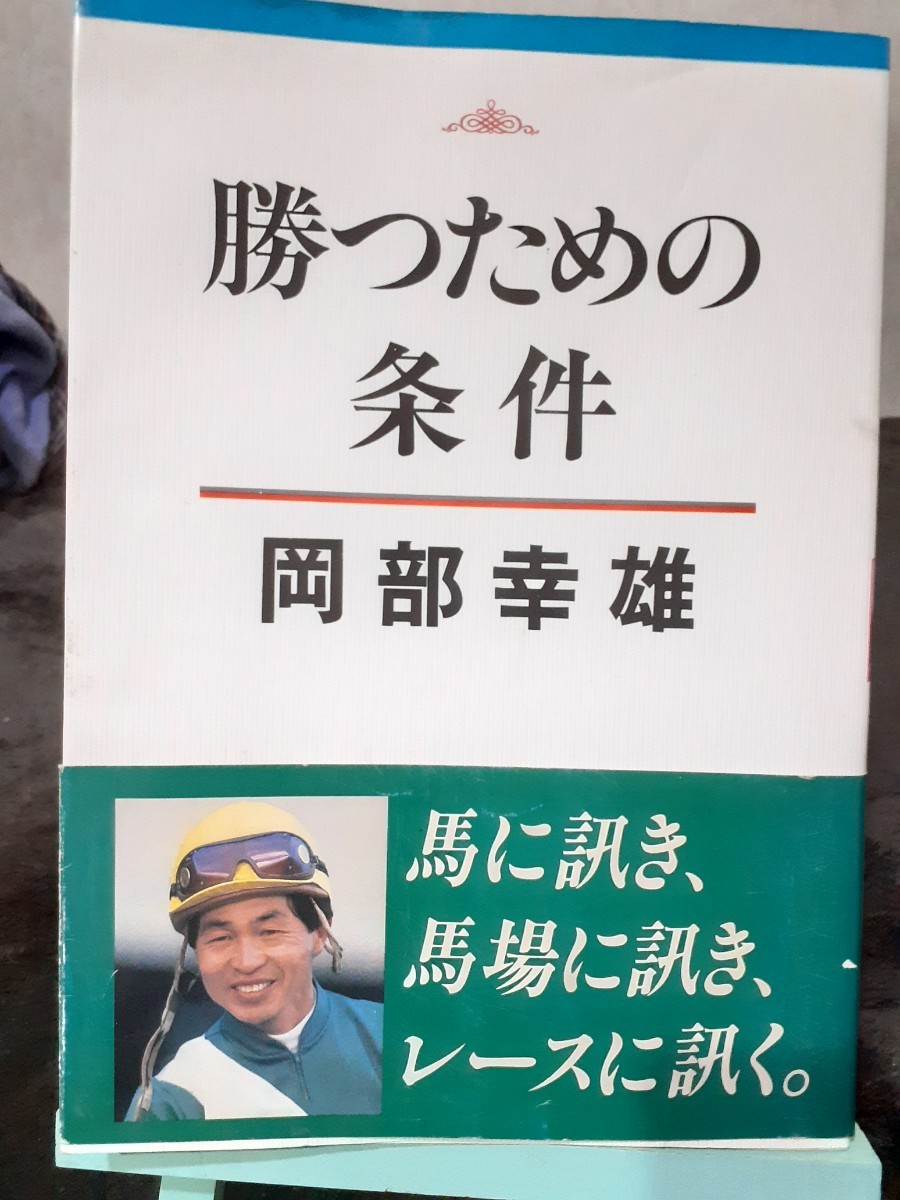 勝つための
条件
岡部幸雄
馬に訊き、
馬場に訊き、
レースに訊く。